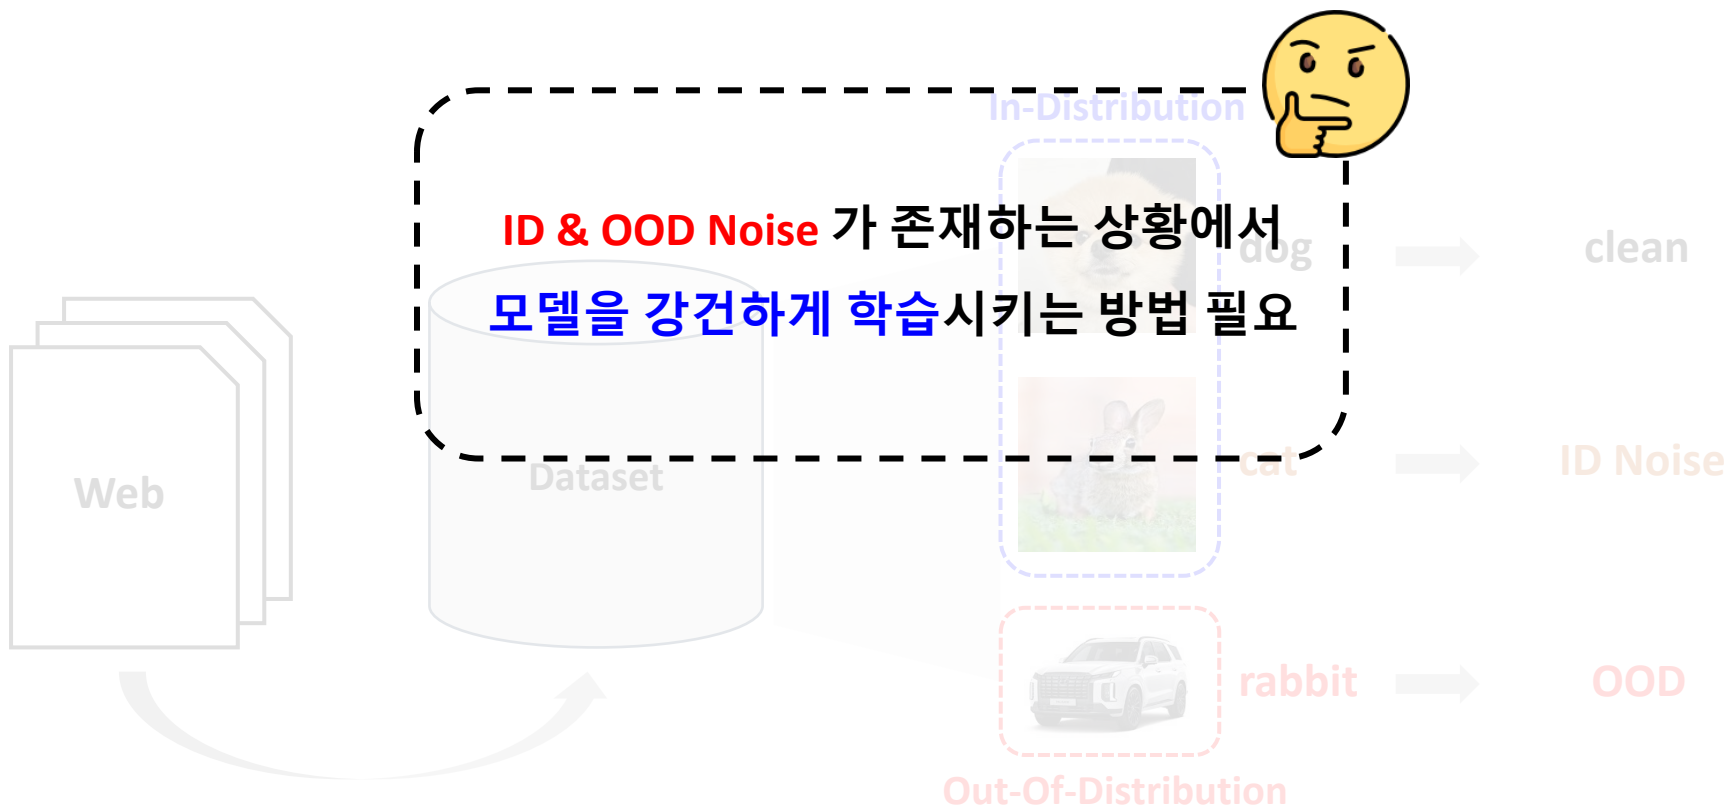 In-Distribution
ID & OOD Noise 가 존재하는 상황에서
모델을 강건하게 학습시키는 방법 필요
dog
clean
Web
Dataset
cat
ID Noise
rabbit
OOD
Out-Of-Distribution